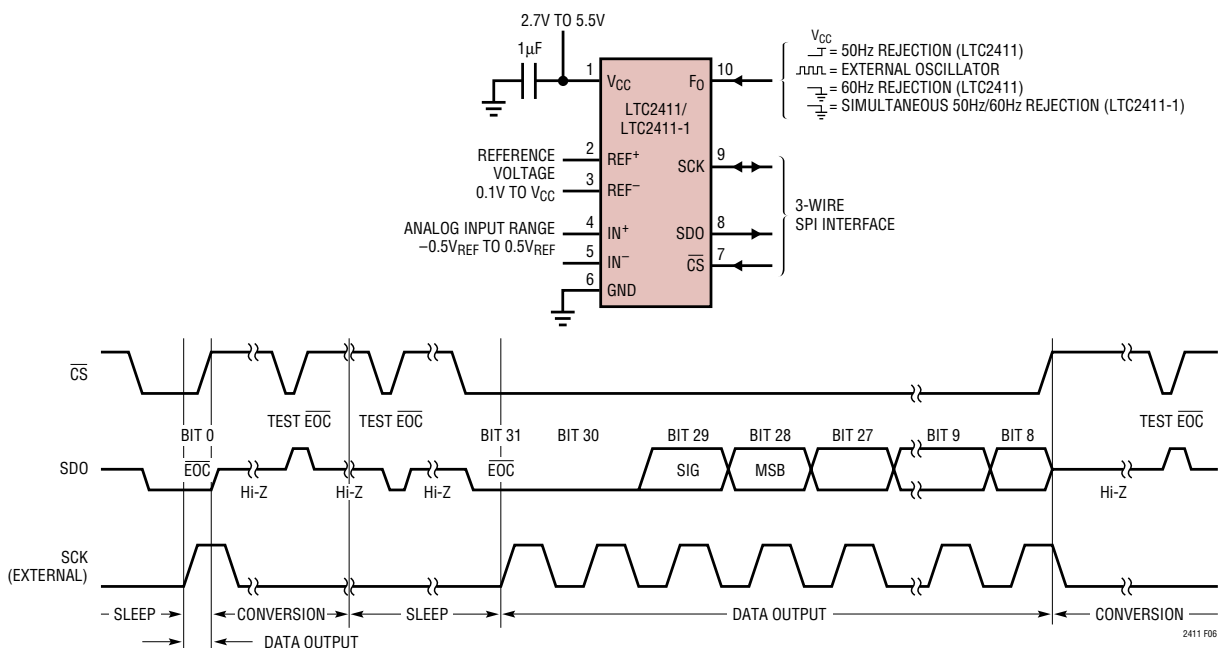 2.7V TO 5.5V
1µF
1
VCC
REFERENCE
VOLTAGE
0.1V TO VCC
2
REF+
3
REF–
ANALOG INPUT RANGE
–0.5VREF TO 0.5VREF
4
IN+
5
IN–
6
GND
LTC2411/
LTC2411-1
FO
10
SCK
9
SDO
8
CS
7
VCC
= 50Hz REJECTION (LTC2411)
= EXTERNAL OSCILLATOR
= 60Hz REJECTION (LTC2411)
= SIMULTANEOUS 50Hz/60Hz REJECTION (LTC2411-1)
3-WIRE
SPI INTERFACE
CS
TEST EOC
TEST EOC
TEST EOC
BIT 0
BIT 31
BIT 30
BIT 29
BIT 28
BIT 27
BIT 9
BIT 8
SDO
EOC
EOC
SIG
MSB
Hi-Z
Hi-Z
Hi-Z
Hi-Z
SCK
(EXTERNAL)
SLEEP
CONVERSION
SLEEP
DATA OUTPUT
CONVERSION
DATA OUTPUT
2411 F06